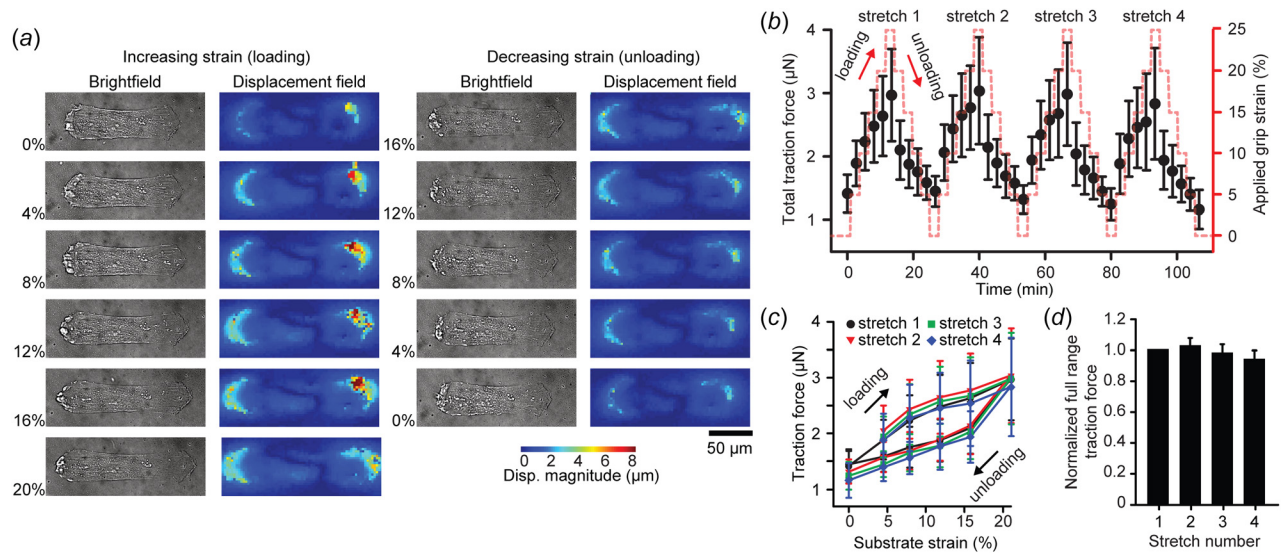 (a)
Increasing strain (loading)
Decreasing strain (unloading)
Brightfield
Displacement field
Brightfield
Displacement field
0%
4%
8%
12%
16%
20%
16%
12%
8%
4%
0%
50 μm
0 2 4 6 8
Disp. magnitude (μm)
(b)
stretch 1 stretch 2 stretch 3 stretch 4
loading
unloading
Total traction force (μN)
4
3
2
1
Applied grip strain (%)
25
20
15
10
5
0
0 20 40 60 80 100
Time (min)
(c)
stretch 1 stretch 3
stretch 2 stretch 4
loading
unloading
Traction force (μN)
4
3
2
1
0 5 10 15 20
Substrate strain (%)
(d)
Normalized full range
traction force
1.2
1.0
0.8
0.6
0.4
0.2
0
1 2 3 4
Stretch number